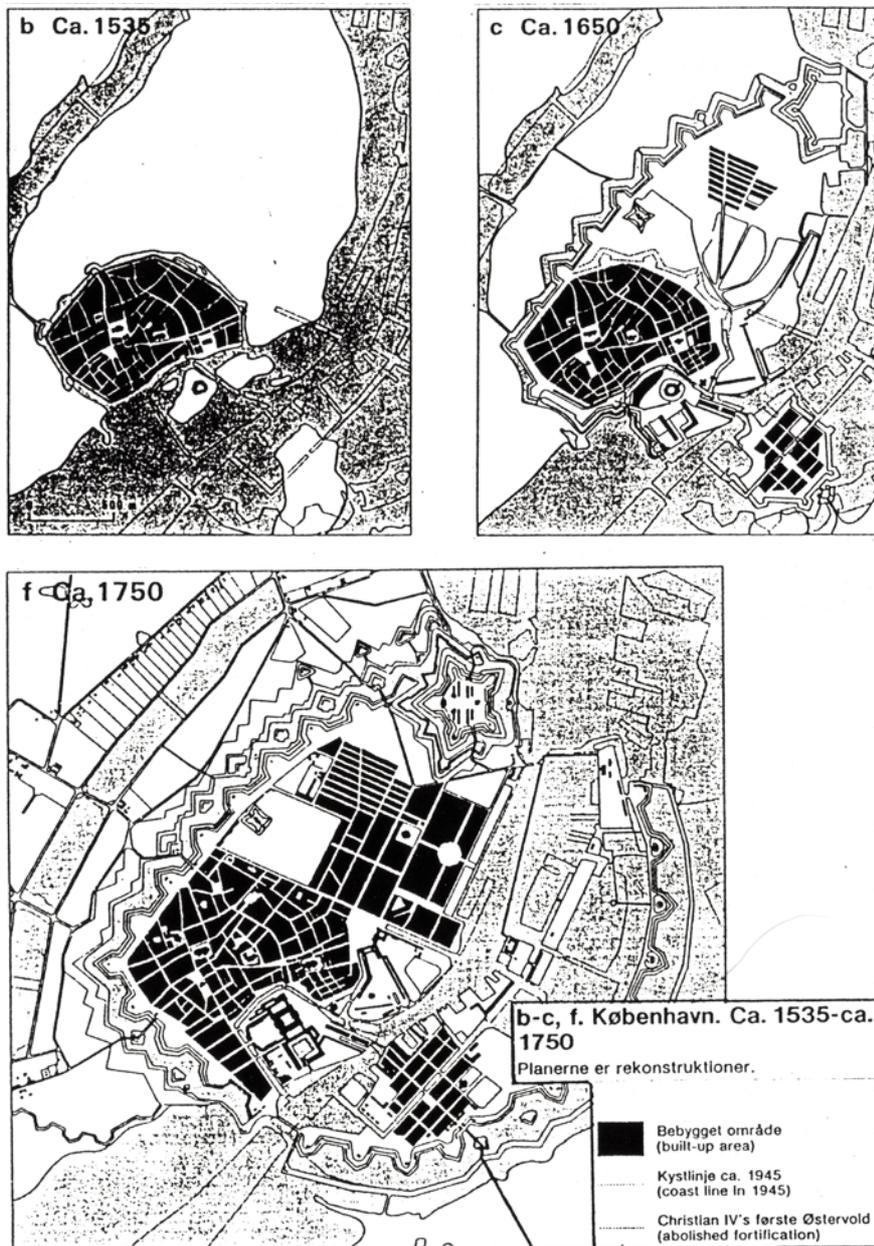 b Ca. 1535
c Ca. 1650
f Ca. 1750
b-c, f. København. Ca. 1535-ca.
1750
Planerne er rekonstruktioner.
Bebygget område
(built-up area)
Kystlinje ca. 1945
(coast line In 1945)
Christian IV's første Østervold
(abolished fortification)